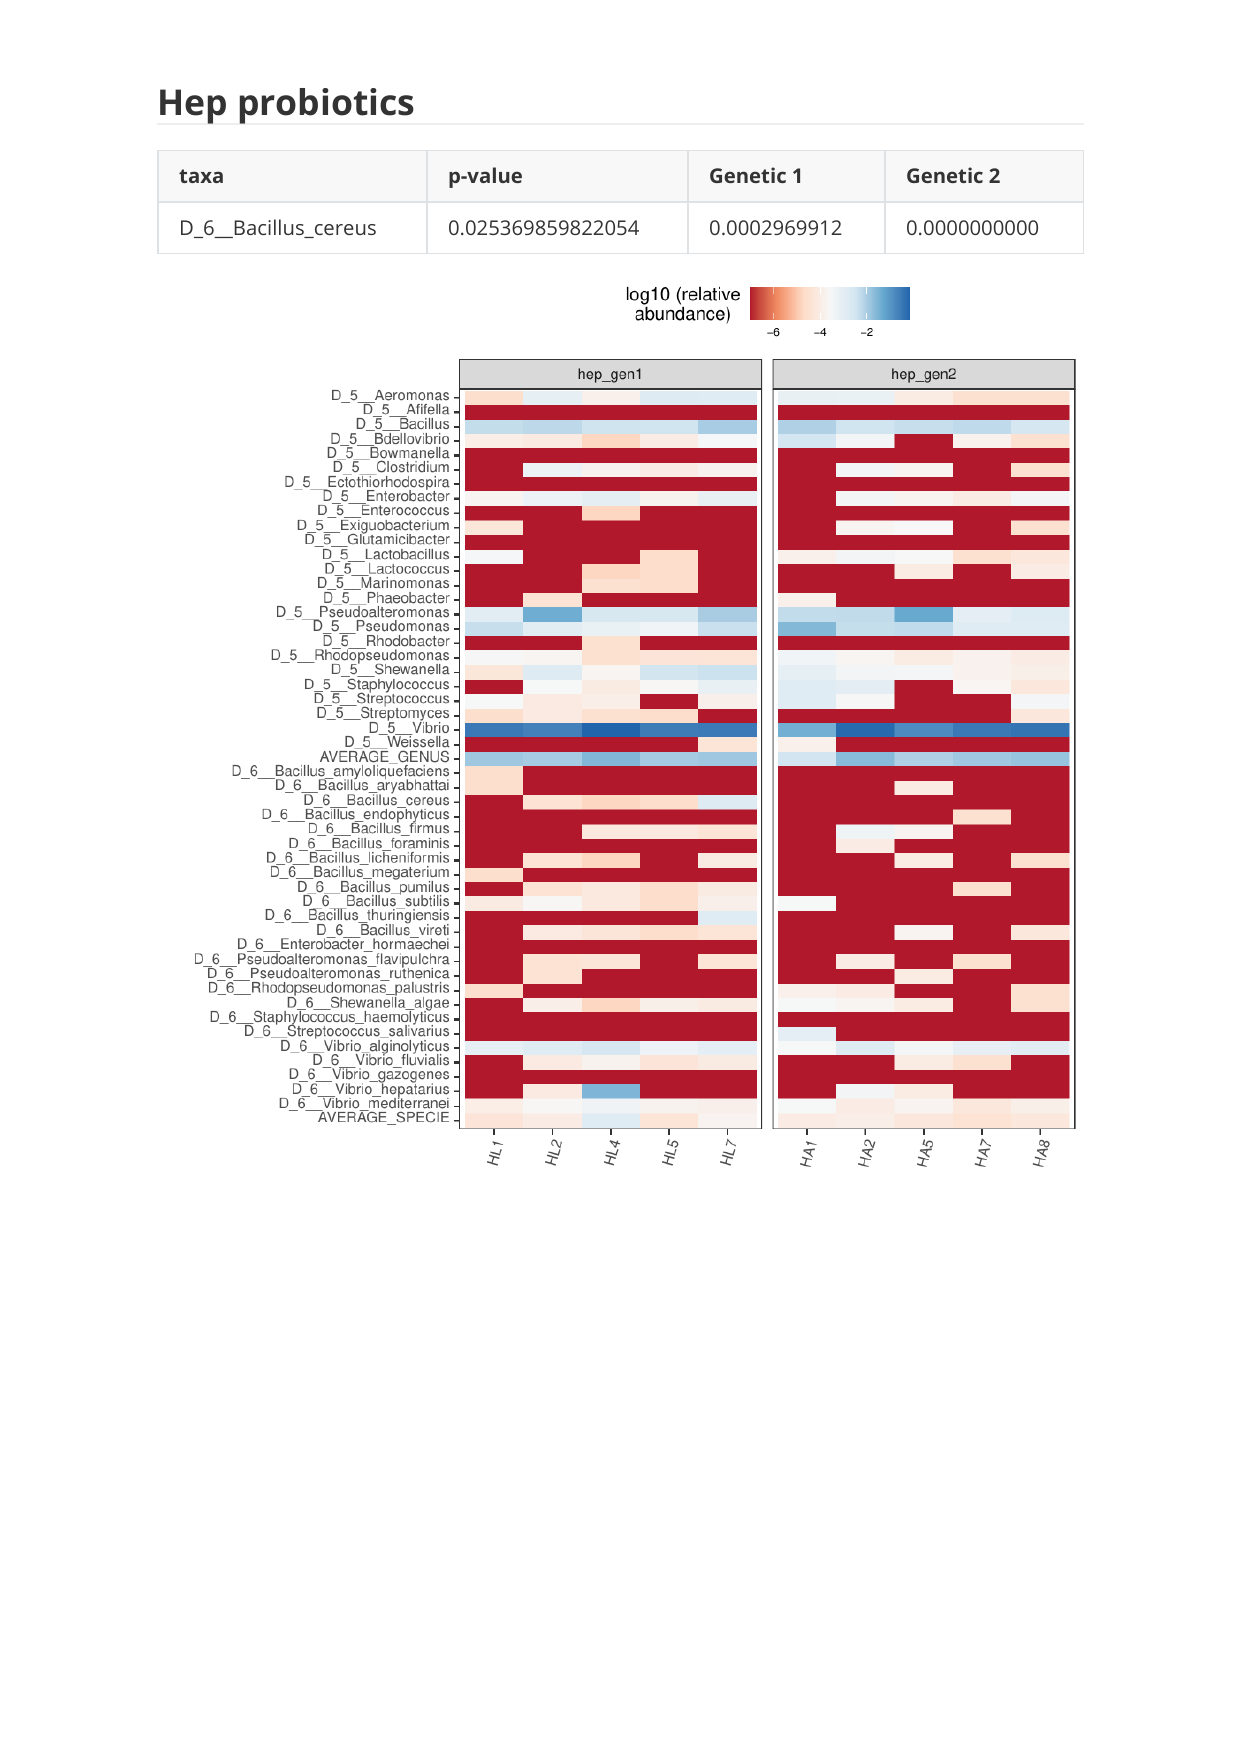 Hep probiotics
taxa p-value Genetic 1 Genetic 2
D_6__Bacillus_cereus 0.025369859822054 0.0002969912 0.0000000000
log10 (relative
abundance)
−6 −4 −2
hep_gen1 hep_gen2
D_5__Aeromonas
D_5__Afifella
D_5__Bacillus
D_5__Bdellovibrio
D_5__Bowmanella
D_5__Clostridium
D_5__Ectothiorhodospira
D_5__Enterobacter
D_5__Enterococcus
D_5__Exiguobacterium
D_5__Glutamicibacter
D_5__Lactobacillus
D_5__Lactococcus
D_5__Marinomonas
D_5__Phaeobacter
D_5__Pseudoalteromonas
D_5__Pseudomonas
D_5__Rhodobacter
D_5__Rhodopseudomonas
D_5__Shewanella
D_5__Staphylococcus
D_5__Streptococcus
D_5__Streptomyces
D_5__Vibrio
D_5__Weissella
AVERAGE_GENUS
D_6__Bacillus_amyloliquefaciens
D_6__Bacillus_aryabhattai
D_6__Bacillus_cereus
D_6__Bacillus_endophyticus
D_6__Bacillus_firmus
D_6__Bacillus_foraminis
D_6__Bacillus_licheniformis
D_6__Bacillus_megaterium
D_6__Bacillus_pumilus
D_6__Bacillus_subtilis
D_6__Bacillus_thuringiensis
D_6__Bacillus_vireti
D_6__Enterobacter_hormaechei
D_6__Pseudoalteromonas_flavipulchra
D_6__Pseudoalteromonas_ruthenica
D_6__Rhodopseudomonas_palustris
D_6__Shewanella_algae
D_6__Staphylococcus_haemolyticus
D_6__Streptococcus_salivarius
D_6__Vibrio_alginolyticus
D_6__Vibrio_fluvialis
D_6__Vibrio_gazogenes
D_6__Vibrio_hepatarius
D_6__Vibrio_mediterranei
AVERAGE_SPECIE
HL1 HL2 HL4 HL5 HL7 HA1 HA2 HA5 HA7 HA8